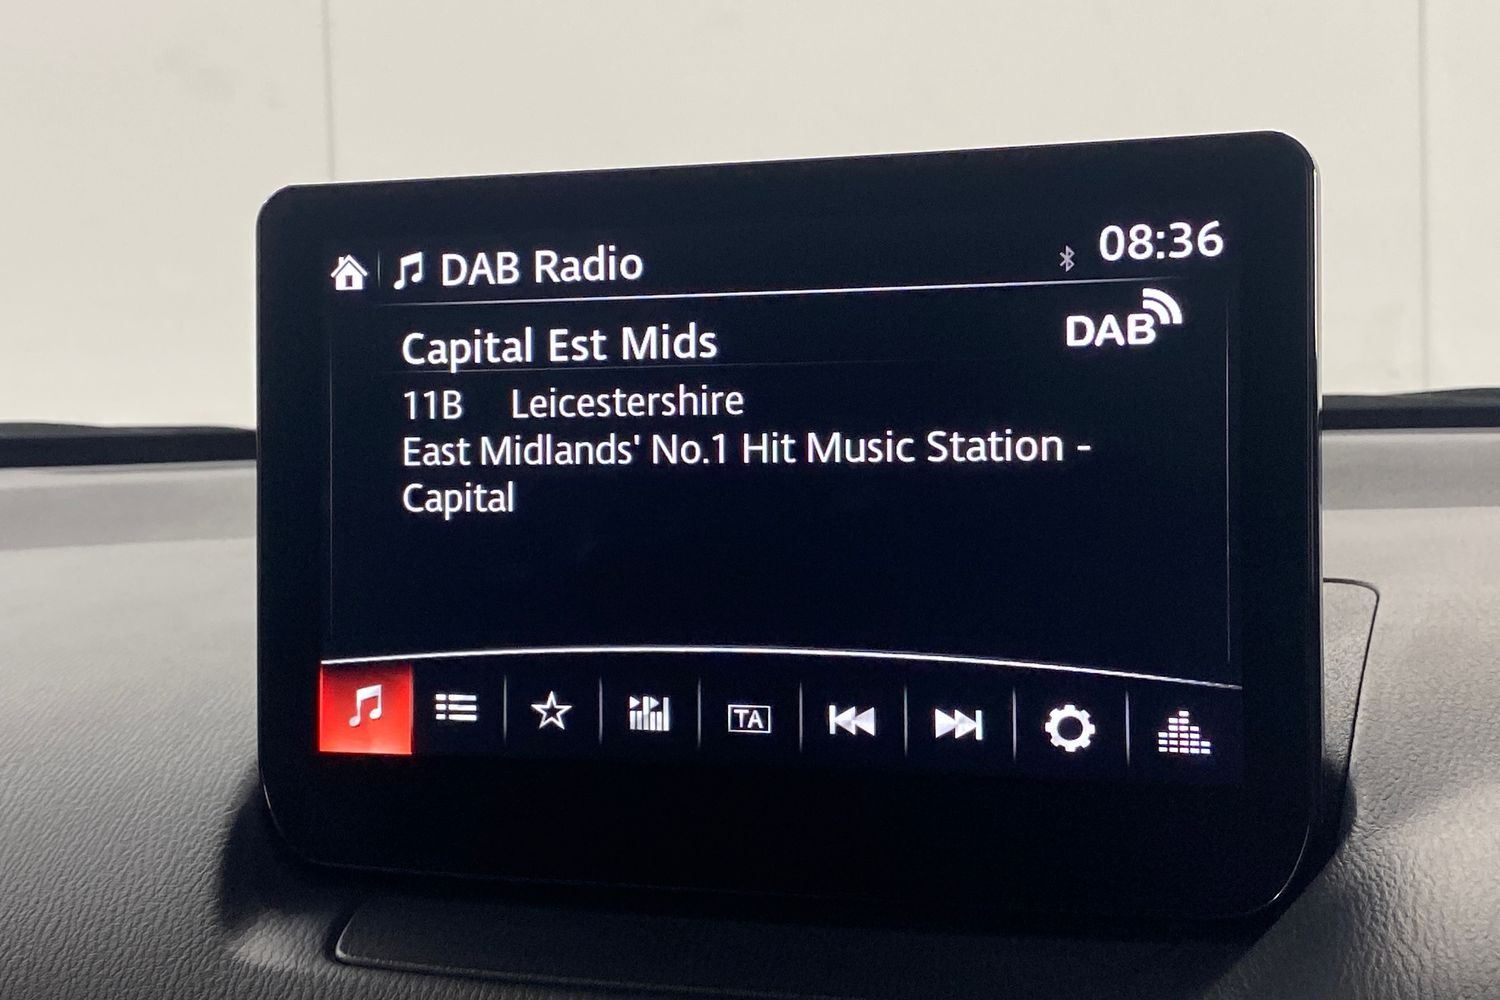 DAB Radio
08:36
Capital Est Mids
DAB
11B Leicestershire
East Midlands' No.1 Hit Music Station -
Capital
TA